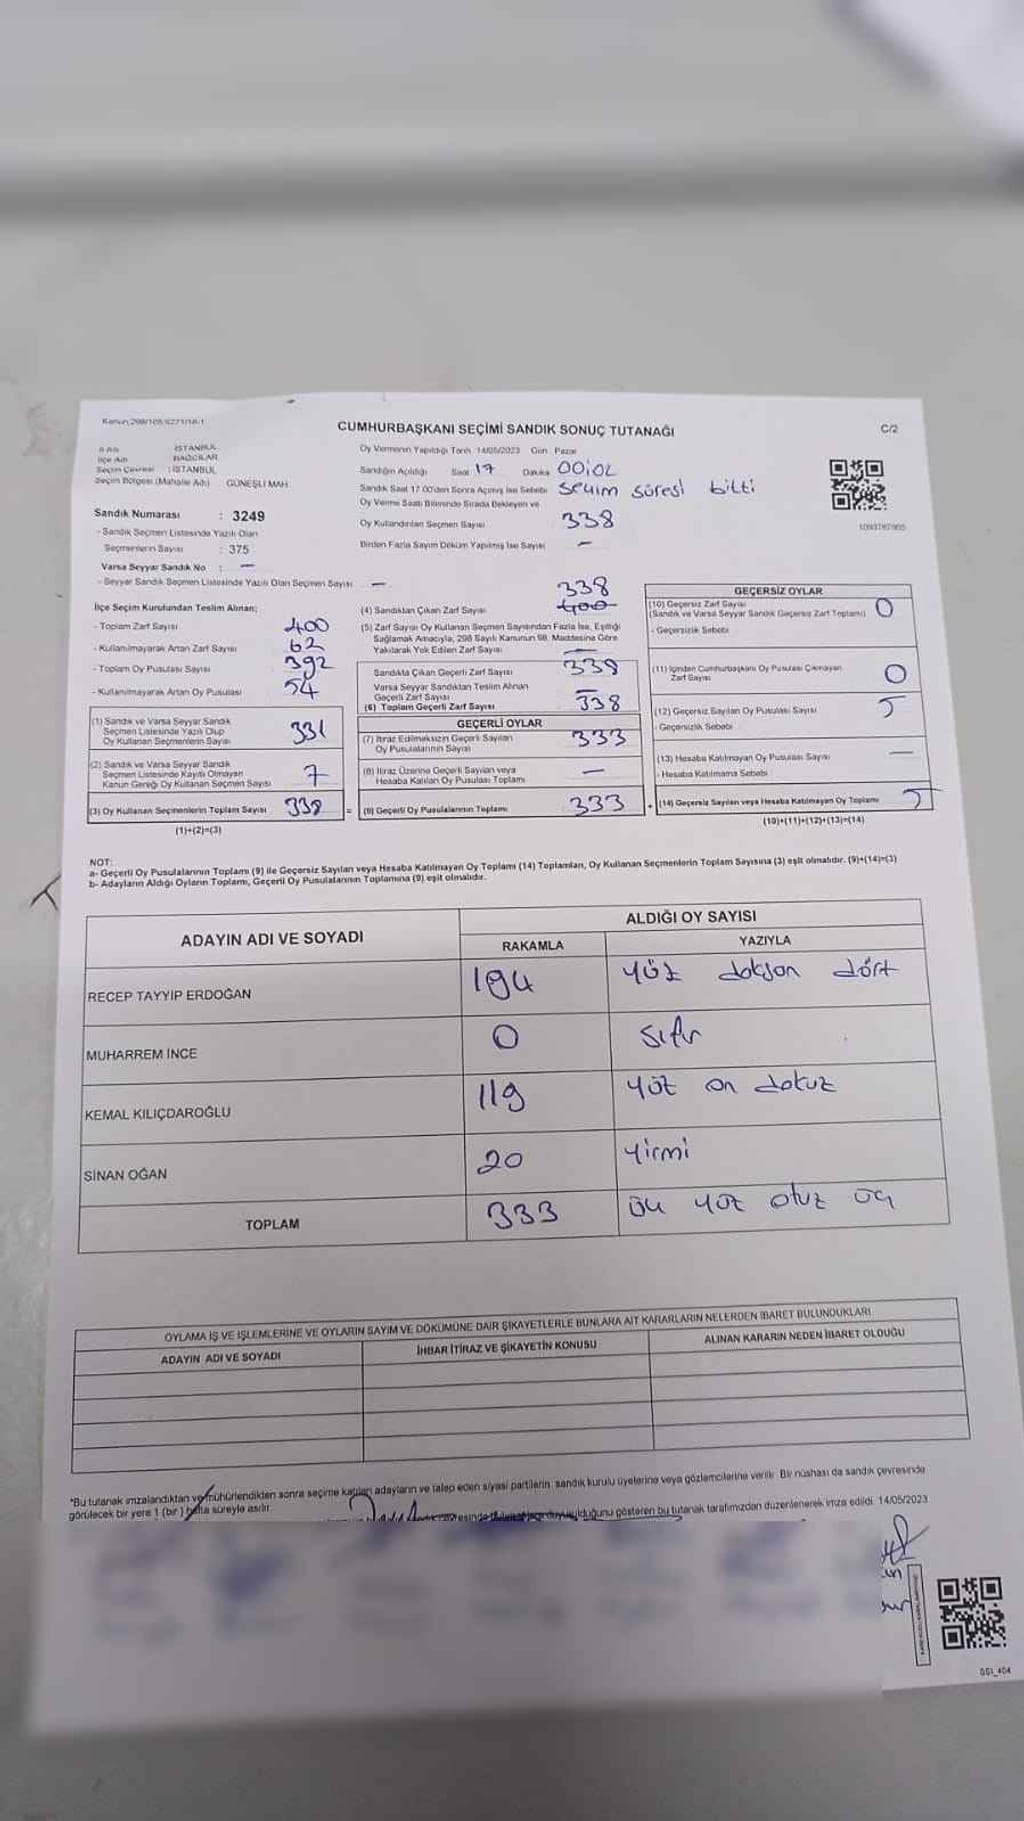 Kanun:298/105,6271/18-1
CUMHURBAŞKANI SEÇİMİ SANDIK SONUÇ TUTANAĞI
C/2
İl Adı : İSTANBUL
İlçe Adı : BAĞCILAR
Seçim Çevresi : İSTANBUL
Seçim Bölgesi (Mahalle Adı) GÜNEŞLİ MAH.
Sandık Numarası : 3249
- Sandık Seçmen Listesinde Yazılı Olan
Seçmenlerin Sayısı : 375
Varsa Seyyar Sandık No : —
- Seyyar Sandık Seçmen Listesinde Yazılı Olan Seçmen Sayısı —
Oy Vermenin Yapıldığı Tarih 14/05/2023 Gün Pazar
Sandığın Açıldığı Saat 17 Dakika 00:02
Sandık Saat 17:00'den Sonra Açılmış İse Sebebi seçim süresi bitti
Oy Verme Saati Bitiminde Sırada Bekleyen ve
Oy Kullandırılan Seçmen Sayısı 338
Birden Fazla Sayım Döküm Yapılmış İse Sayısı —
1093787905
İlçe Seçim Kurulundan Teslim Alınan;
- Toplam Zarf Sayısı 400
- Kullanılmayarak Artan Zarf Sayısı 62
- Toplam Oy Pusulası Sayısı 392
- Kullanılmayarak Artan Oy Pusulası 54
(1) Sandık ve Varsa Seyyar Sandık
Seçmen Listesinde Yazılı Olup
Oy Kullanan Seçmenlerin Sayısı 331
(2) Sandık ve Varsa Seyyar Sandık
Seçmen Listesinde Kayıtlı Olmayan
Kanun Gereği Oy Kullanan Seçmen Sayısı 7
(3) Oy Kullanan Seçmenlerin Toplam Sayısı 338 =
(1)+(2)=(3)
338
(4) Sandıktan Çıkan Zarf Sayısı 400
(5) Zarf Sayısı Oy Kullanan Seçmen Sayısından Fazla İse, Eşitliği
Sağlamak Amacıyla, 298 Sayılı Kanunun 98. Maddesine Göre
Yakılarak Yok Edilen Zarf Sayısı —
Sandıkta Çıkan Geçerli Zarf Sayısı 338
Varsa Seyyar Sandıktan Teslim Alınan
Geçerli Zarf Sayısı —
(6) Toplam Geçerli Zarf Sayısı 338
GEÇERLİ OYLAR
(7) İtiraz Edilmeksizin Geçerli Sayılan
Oy Pusulalarının Sayısı 333
(8) İtiraz Üzerine Geçerli Sayılan veya
Hesaba Katılan Oy Pusulası Toplamı —
(9) Geçerli Oy Pusulalarının Toplamı 333 +
GEÇERSİZ OYLAR
(10) Geçersiz Zarf Sayısı
(Sandık ve Varsa Seyyar Sandık Geçersiz Zarf Toplamı) 0
- Geçersizlik Sebebi
(11) İçinden Cumhurbaşkanı Oy Pusulası Çıkmayan
Zarf Sayısı 0
(12) Geçersiz Sayılan Oy Pusulası Sayısı 5
- Geçersizlik Sebebi
(13) Hesaba Katılmayan Oy Pusulası Sayısı —
- Hesaba Katılmama Sebebi
(14) Geçersiz Sayılan veya Hesaba Katılmayan Oy Toplamı 5
(10)+(11)+(12)+(13)=(14)
NOT:
a- Geçerli Oy Pusulalarının Toplamı (9) ile Geçersiz Sayılan veya Hesaba Katılmayan Oy Toplamı (14) Toplamları, Oy Kullanan Seçmenlerin Toplam Sayısına (3) eşit olmalıdır. (9)+(14)=(3)
b- Adayların Aldığı Oyların Toplamı, Geçerli Oy Pusulalarının Toplamına (9) eşit olmalıdır.
ADAYIN ADI VE SOYADI
ALDIĞI OY SAYISI
RAKAMLA YAZIYLA
RECEP TAYYİP ERDOĞAN 194 yüz doksan dört
MUHARREM İNCE 0 sıfır
KEMAL KILIÇDAROĞLU 119 yüz on dokuz
SİNAN OĞAN 20 yirmi
TOPLAM 333 üç yüz otuz üç
OYLAMA İŞ VE İŞLEMLERİNE VE OYLARIN SAYIM VE DÖKÜMÜNE DAİR ŞİKAYETLERLE BUNLARA AİT KARARLARIN NELERDEN İBARET BULUNDUKLARI
ADAYIN ADI VE SOYADI İHBAR İTİRAZ VE ŞİKAYETİN KONUSU ALINAN KARARIN NEDEN İBARET OLDUĞU
*Bu tutanak imzalandıktan ve mühürlendikten sonra seçime katılan adayların ve talep eden siyasi partilerin sandık kurulu üyelerine veya gözlemcilerine verilir. Bir nüshası da sandık çevresinde
görülecek bir yere 1 (bir) hafta süreyle asılır.
gösteren bu tutanak tarafımızdan düzenlenerek imza edildi. 14/05/2023
GS1_404